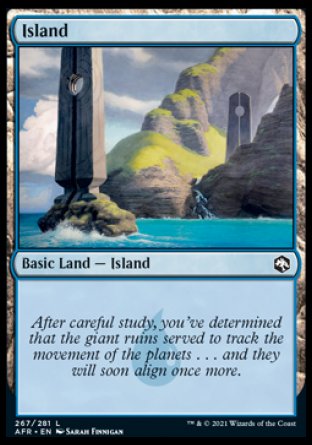 Island
Basic Land — Island
After careful study, you've determined
that the giant ruins served to track the
movement of the planets . . . and they
will soon align once more.
267/281 L
AFR • EN SARAH FINNIGAN
™ & © 2021 Wizards of the Coast